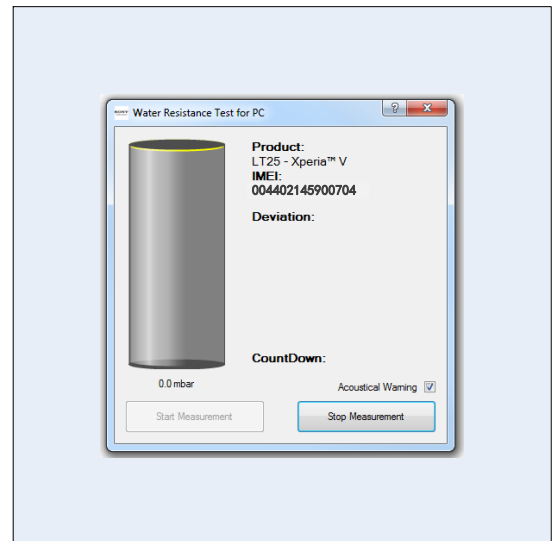 SONY
Water Resistance Test for PC
Product:
LT25 - Xperia™ V
IMEI:
004402145900704
Deviation:
CountDown:
0.0 mbar
Acoustical Warning
Start Measurement
Stop Measurement